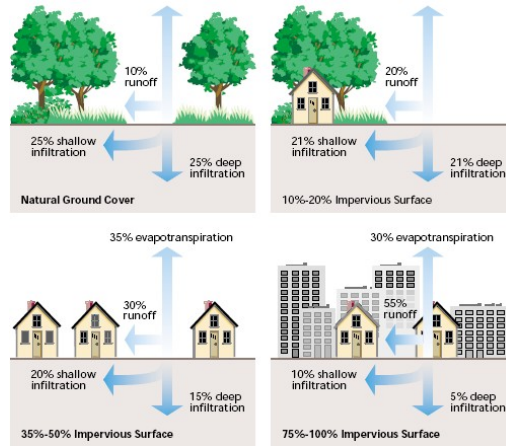 10%
runoff
25% shallow
infiltration
25% deep
infiltration
Natural Ground Cover
20%
runoff
21% shallow
infiltration
21% deep
infiltration
10%-20% Impervious Surface
35% evapotranspiration
30%
runoff
20% shallow
infiltration
15% deep
infiltration
35%-50% Impervious Surface
30% evapotranspiration
55%
runoff
10% shallow
infiltration
5% deep
infiltration
75%-100% Impervious Surface